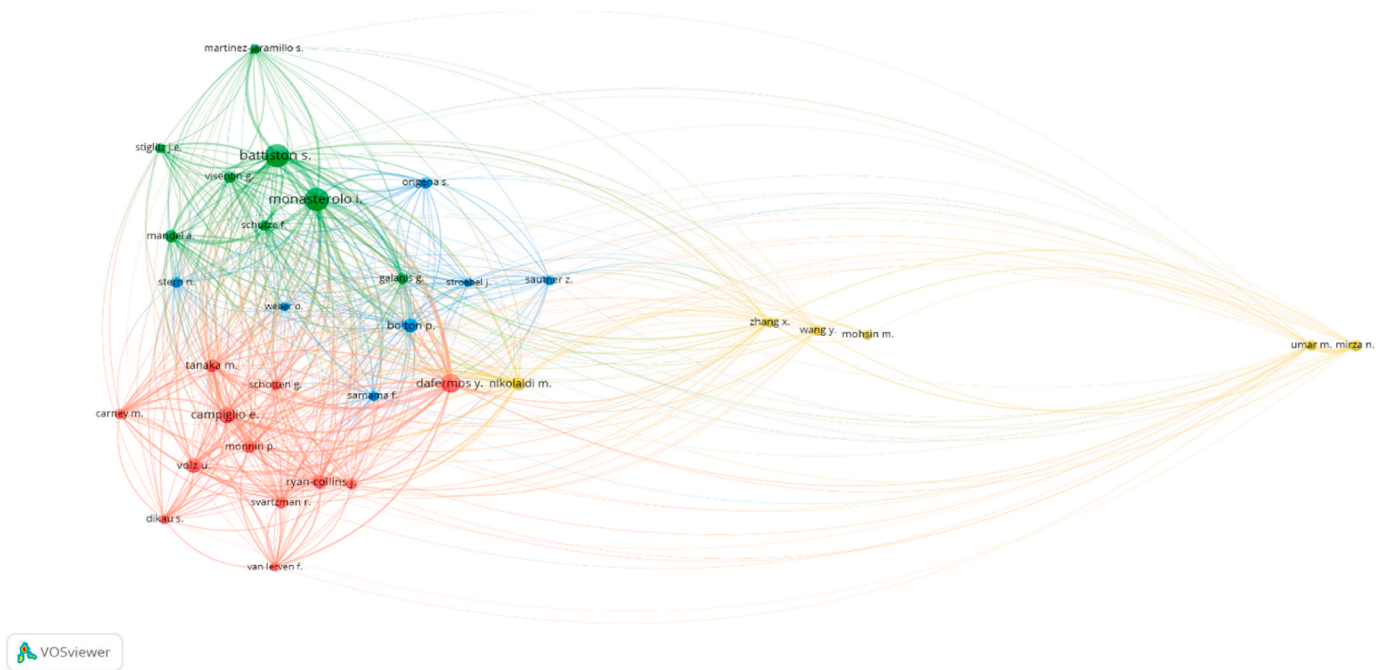 martinez-jaramillo s.
stiglitz j.e.
battiston s.
visentin g.
ongena s.
monasterolo i.
schutze f.
mandel a.
galanis g.
stern n.
stroebel j.
sautner z.
weber o.
bolton p.
zhang x.
wang y.
mohsin m.
umar m.
mirza n.
tanaka m.
schotten g.
dafermos y.
nikolaidi m.
samama f.
carney m.
campiglio e.
monnin p.
volz u.
ryan-collins j.
svartzman r.
dikau s.
van lerven f.
VOSviewer